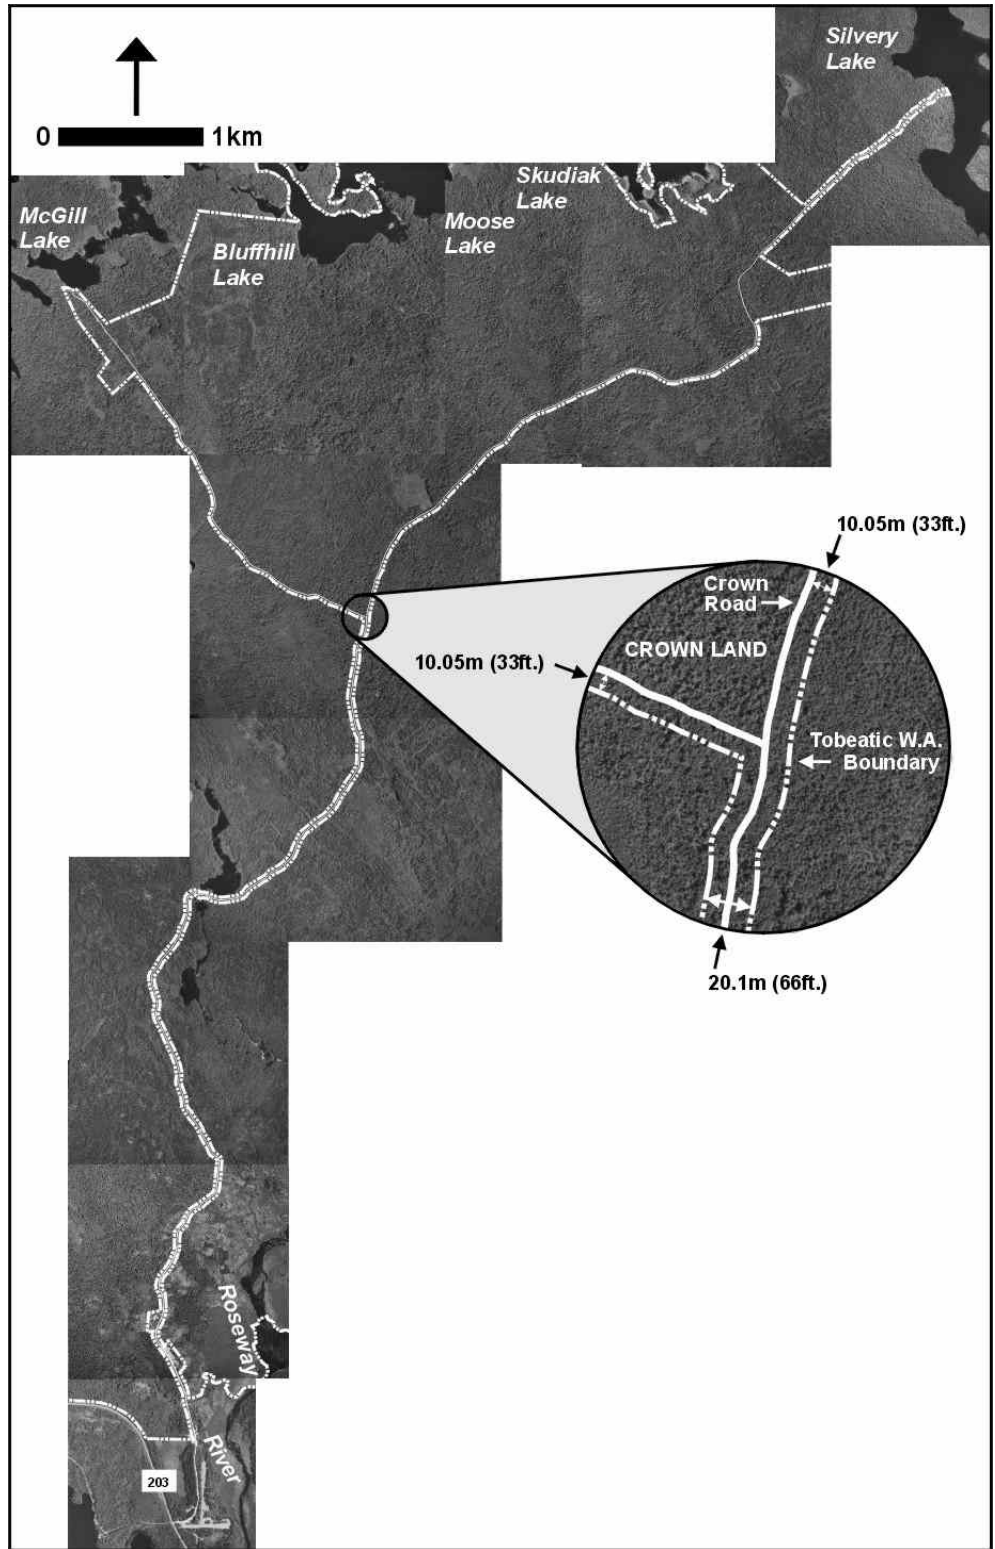 Silvery
Lake
0 1km
Skudiak
Lake
McGill
Lake
Moose
Lake
Bluffhill
Lake
10.05m (33ft.)
Crown
Road
CROWN LAND
10.05m (33ft.)
Tobeatic W.A.
Boundary
20.1m (66ft.)
Roseway
River
203